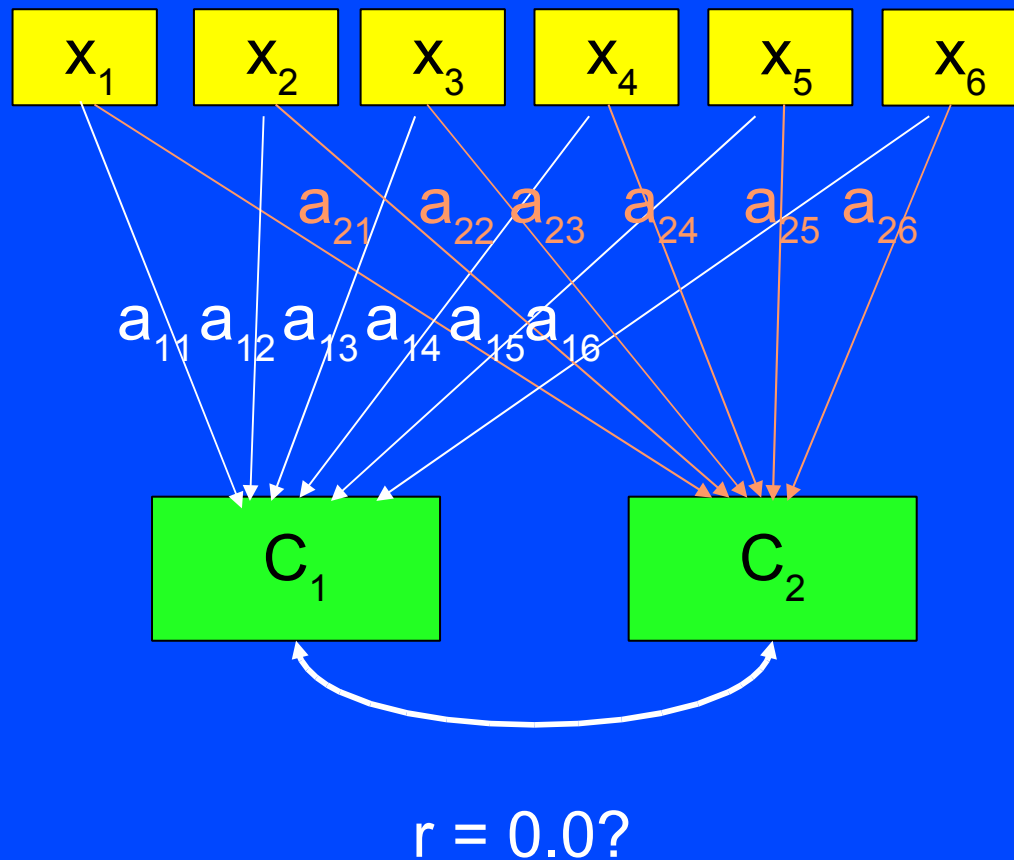 x₁ x₂ x₃ x₄ x₅ x₆
a₂₁ a₂₂ a₂₃ a₂₄ a₂₅ a₂₆
a₁₁ a₁₂ a₁₃ a₁₄ a₁₅ a₁₆
C₁ C₂
r = 0.0?